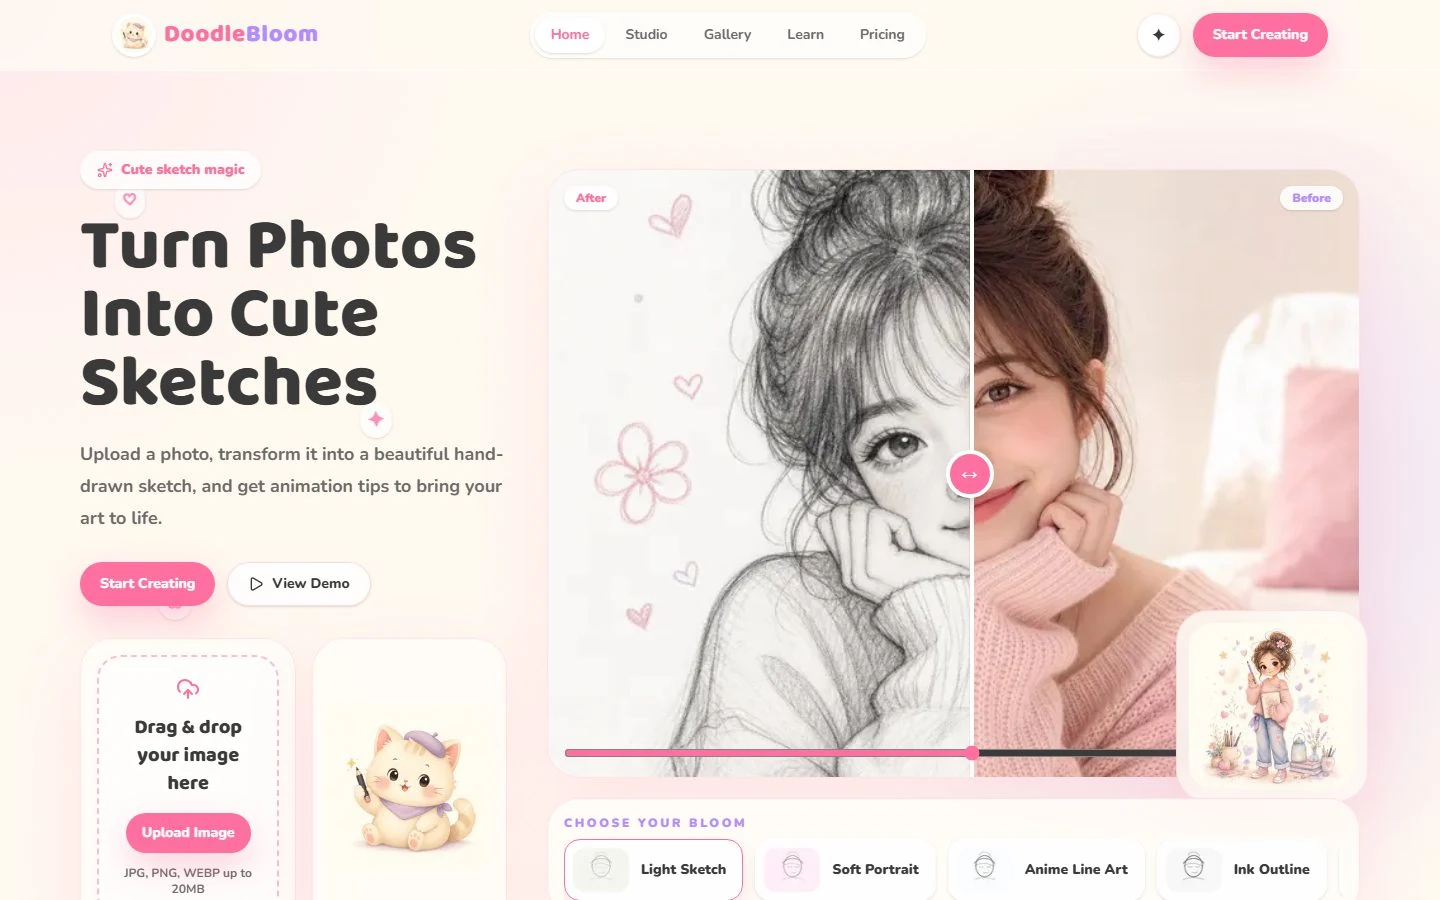 DoodleBloom
Home
Studio
Gallery
Learn
Pricing
Start Creating
Cute sketch magic
Turn Photos
Into Cute
Sketches
Upload a photo, transform it into a beautiful hand-
drawn sketch, and get animation tips to bring your
art to life.
Start Creating
View Demo
Drag & drop
your image
here
Upload Image
JPG, PNG, WEBP up to
20MB
After
Before
CHOOSE YOUR BLOOM
Light Sketch
Soft Portrait
Anime Line Art
Ink Outline